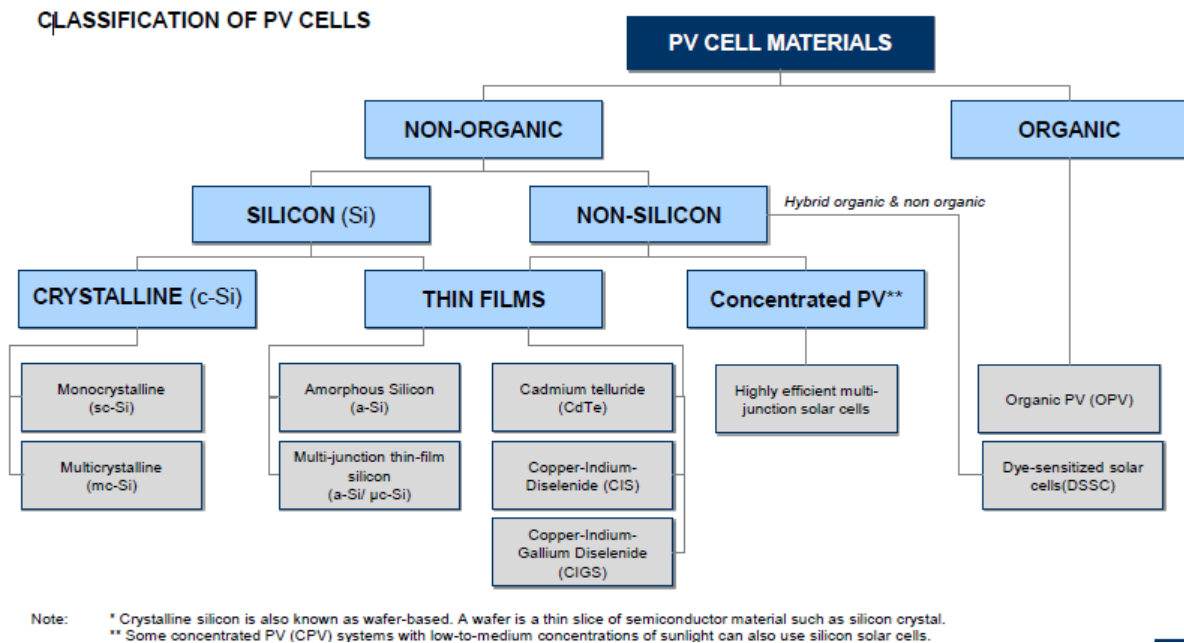 CLASSIFICATION OF PV CELLS
PV CELL MATERIALS
NON-ORGANIC
ORGANIC
SILICON (Si)
NON-SILICON
Hybrid organic & non organic
CRYSTALLINE (c-Si)
THIN FILMS
Concentrated PV**
Monocrystalline
(sc-Si)
Multicrystalline
(mc-Si)
Amorphous Silicon
(a-Si)
Multi-junction thin-film
silicon
(a-Si/ µc-Si)
Cadmium telluride
(CdTe)
Copper-Indium-
Diselenide (CIS)
Copper-Indium-
Gallium Diselenide
(CIGS)
Highly efficient multi-
junction solar cells
Organic PV (OPV)
Dye-sensitized solar
cells(DSSC)
Note: * Crystalline silicon is also known as wafer-based. A wafer is a thin slice of semiconductor material such as silicon crystal.
** Some concentrated PV (CPV) systems with low-to-medium concentrations of sunlight can also use silicon solar cells.